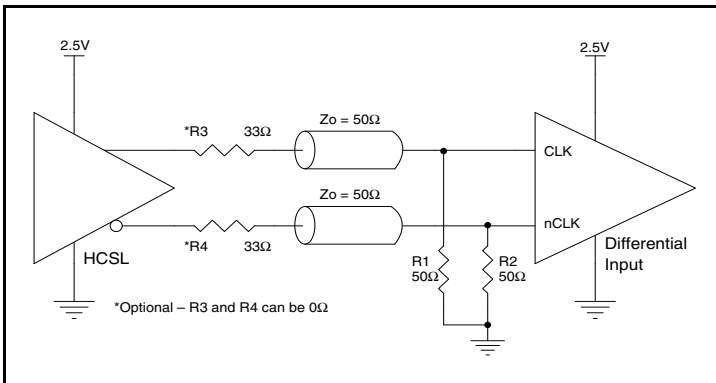 2.5V
2.5V
*R3 33Ω
Zo = 50Ω
CLK
Zo = 50Ω
nCLK
*R4 33Ω
HCSL
R1
50Ω
R2
50Ω
Differential
Input
*Optional – R3 and R4 can be 0Ω